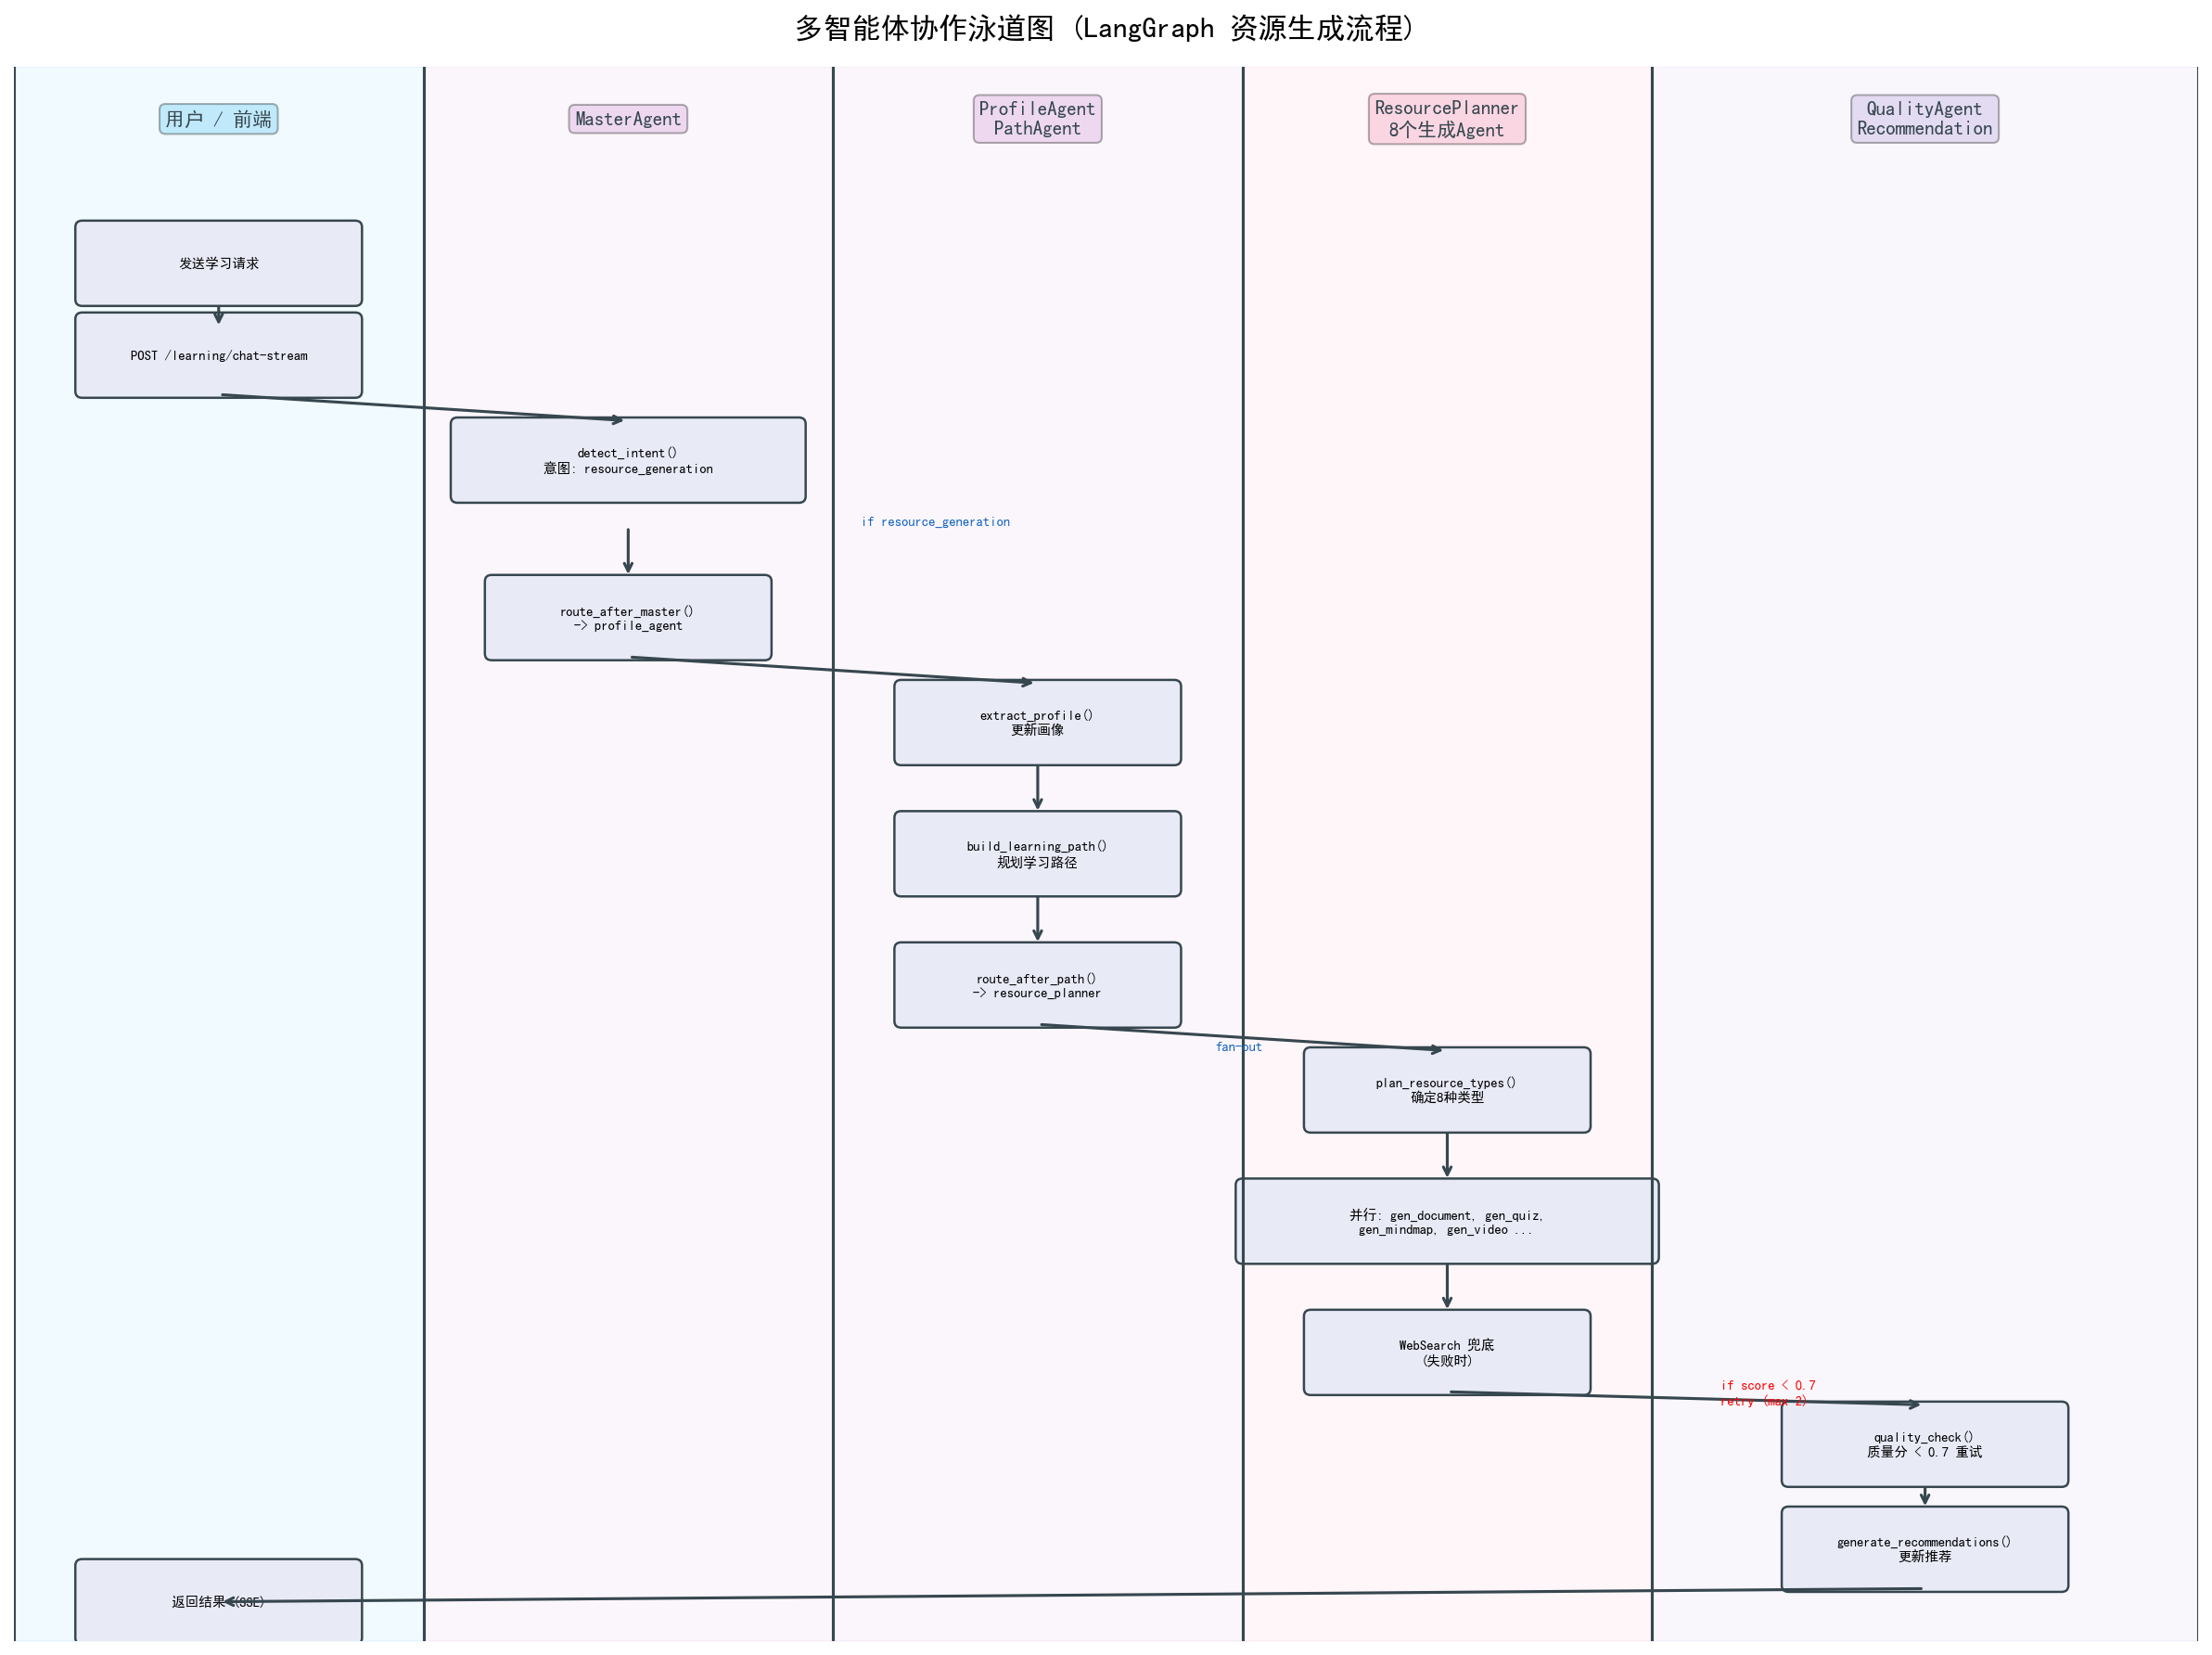 多智能体协作泳道图 (LangGraph 资源生成流程)
用户 / 前端
MasterAgent
ProfileAgent
PathAgent
ResourcePlanner
8个生成Agent
QualityAgent
Recommendation
发送学习请求
POST /learning/chat-stream
detect_intent()
意图: resource_generation
if resource_generation
route_after_master()
-> profile_agent
extract_profile()
更新画像
build_learning_path()
规划学习路径
route_after_path()
-> resource_planner
fan-out
plan_resource_types()
确定8种类型
并行: gen_document, gen_quiz,
gen_mindmap, gen_video ...
WebSearch 兜底
(失败时)
if score < 0.7
retry (max 2)
quality_check()
质量分 < 0.7 重试
generate_recommendations()
更新推荐
返回结果 (SSE)